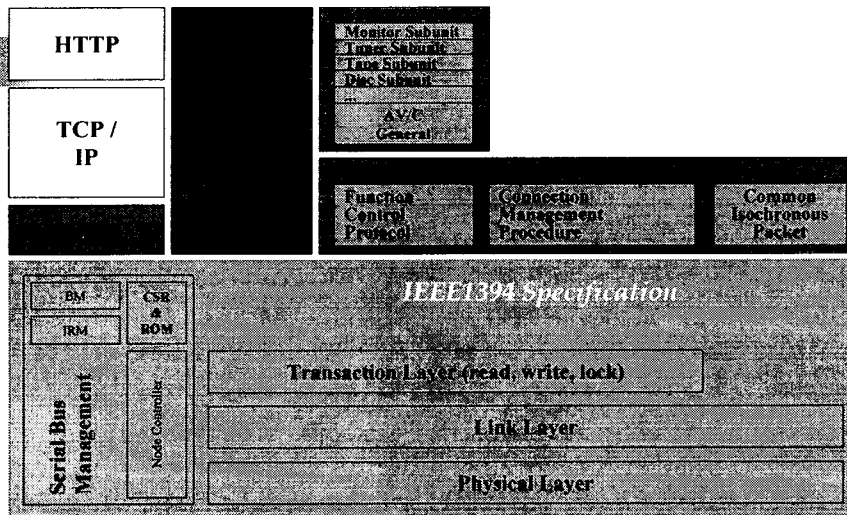 HTTP
TCP /
IP
Monitor Subunit
Tuner Subunit
Tape Subunit
Disc Subunit
...
AV/C
General
Function
Control
Protocol
Connection
Management
Procedure
Common
Isochronous
Packet
IEEE1394 Specification
BM
IRM
CSR
&
ROM
Serial Bus
Management
Node Controller
Transaction Layer (read, write, lock)
Link Layer
Physical Layer